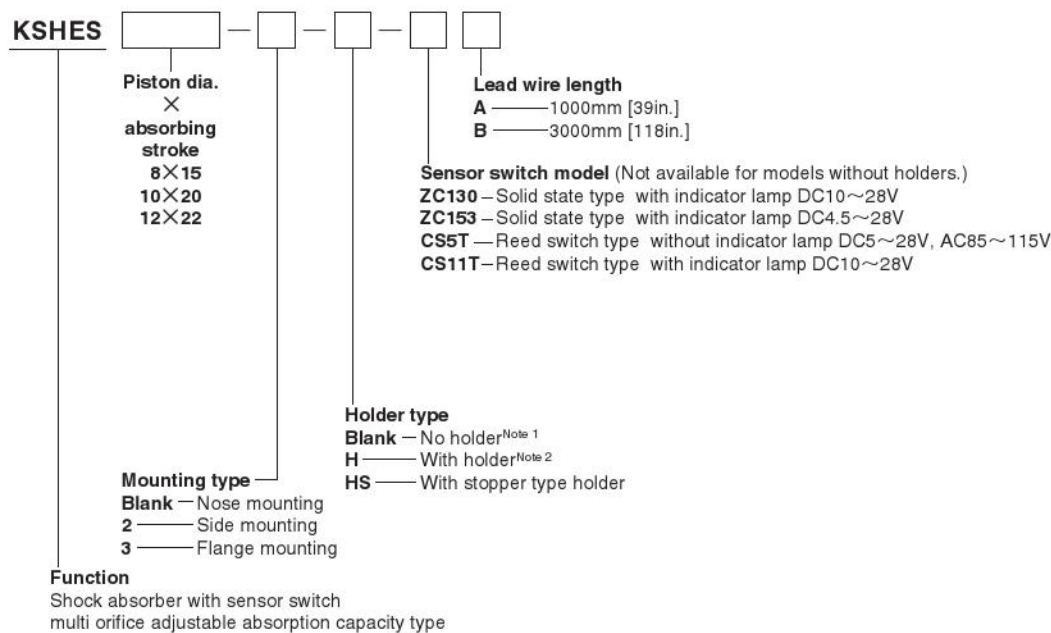 KSHES — — —
Piston dia.
×
absorbing
stroke
8×15
10×20
12×22
Lead wire length
A — 1000mm [39in.]
B — 3000mm [118in.]
Sensor switch model (Not available for models without holders.)
ZC130 – Solid state type with indicator lamp DC10～28V
ZC153 – Solid state type with indicator lamp DC4.5～28V
CS5T — Reed switch type without indicator lamp DC5～28V, AC85～115V
CS11T – Reed switch type with indicator lamp DC10～28V
Holder type
Blank — No holder Note 1
H — With holder Note 2
HS — With stopper type holder
Mounting type
Blank — Nose mounting
2 — Side mounting
3 — Flange mounting
Function
Shock absorber with sensor switch
multi orifice adjustable absorption capacity type